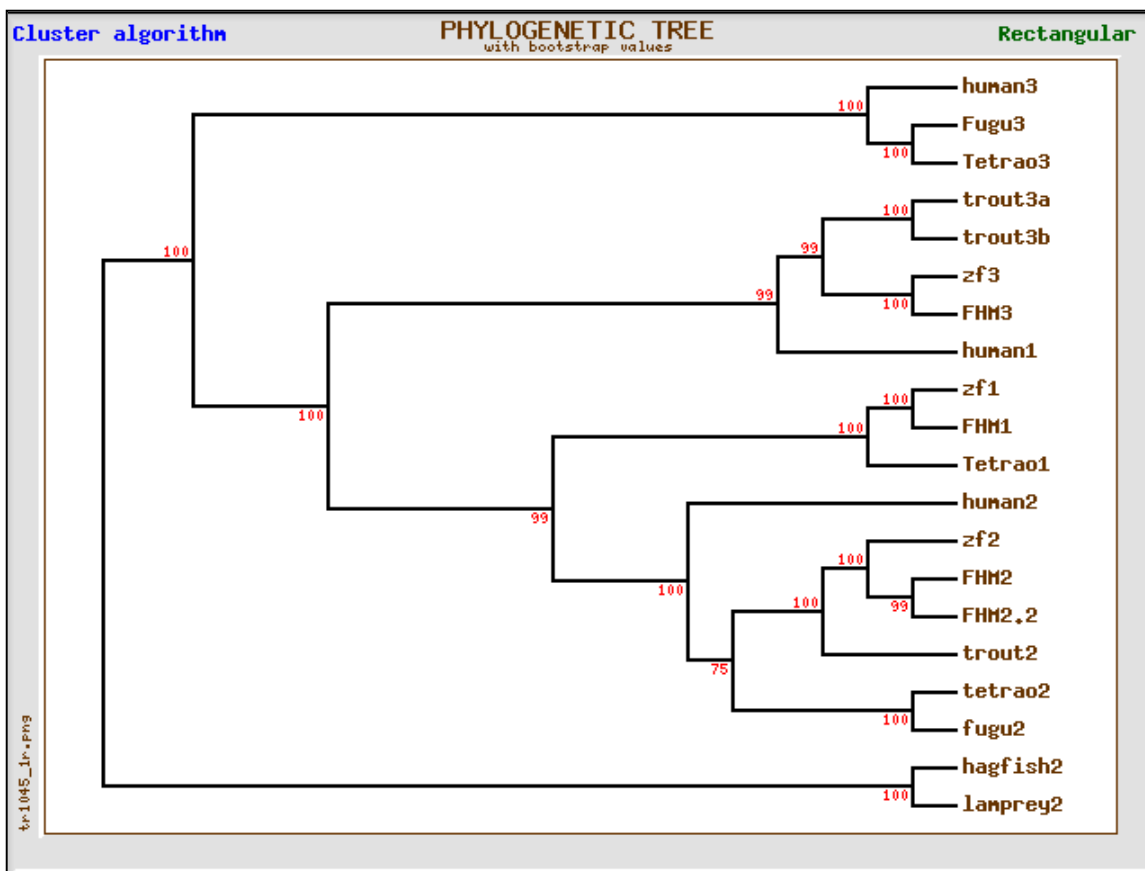 Cluster algorithm
PHYLOGENETIC TREE
with bootstrap values
Rectangular
human3
100
Fugu3
100
Tetrao3
trout3a
100
trout3b
99
100
zf3
99
100
FHM3
human1
zf1
100
100
FHM1
100
Tetrao1
human2
99
zf2
100
FHM2
100
99
100
FHM2.2
trout2
75
tetrao2
100
fugu2
hagfish2
100
lamprey2
tr1045_1r.png